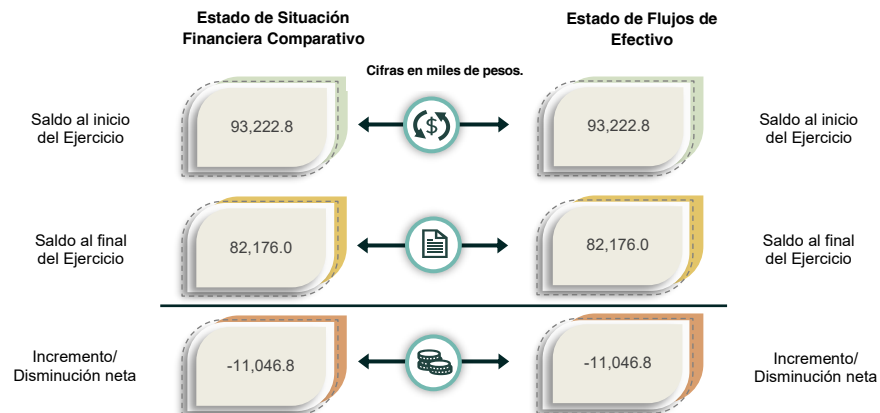 Estado de Situación
Financiera Comparativo
Estado de Flujos de
Efectivo
Cifras en miles de pesos.
Saldo al inicio
del Ejercicio
93,222.8
$
93,222.8
Saldo al inicio
del Ejercicio
Saldo al final
del Ejercicio
82,176.0
82,176.0
Saldo al final
del Ejercicio
Incremento/
Disminución neta
-11,046.8
-11,046.8
Incremento/
Disminución neta